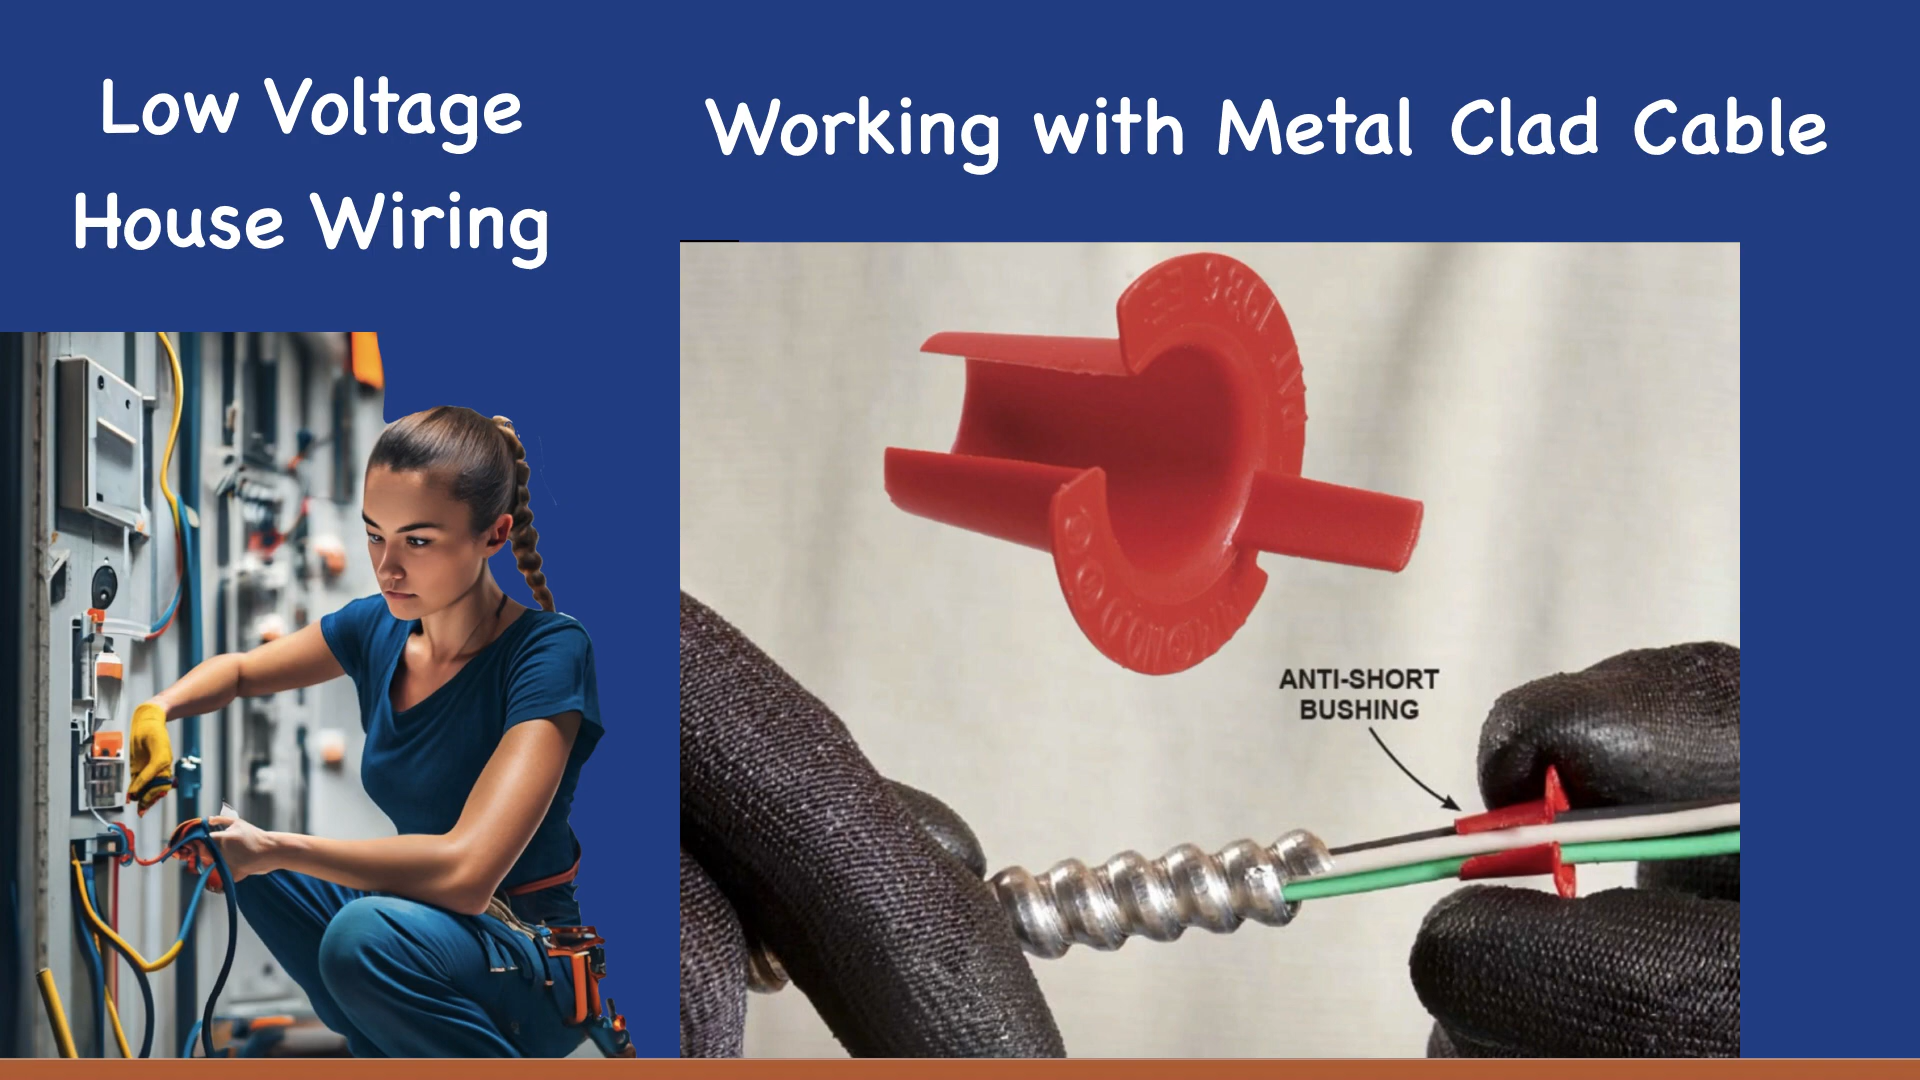 Low Voltage
House Wiring
Working with Metal Clad Cable
ANTI-SHORT
BUSHING